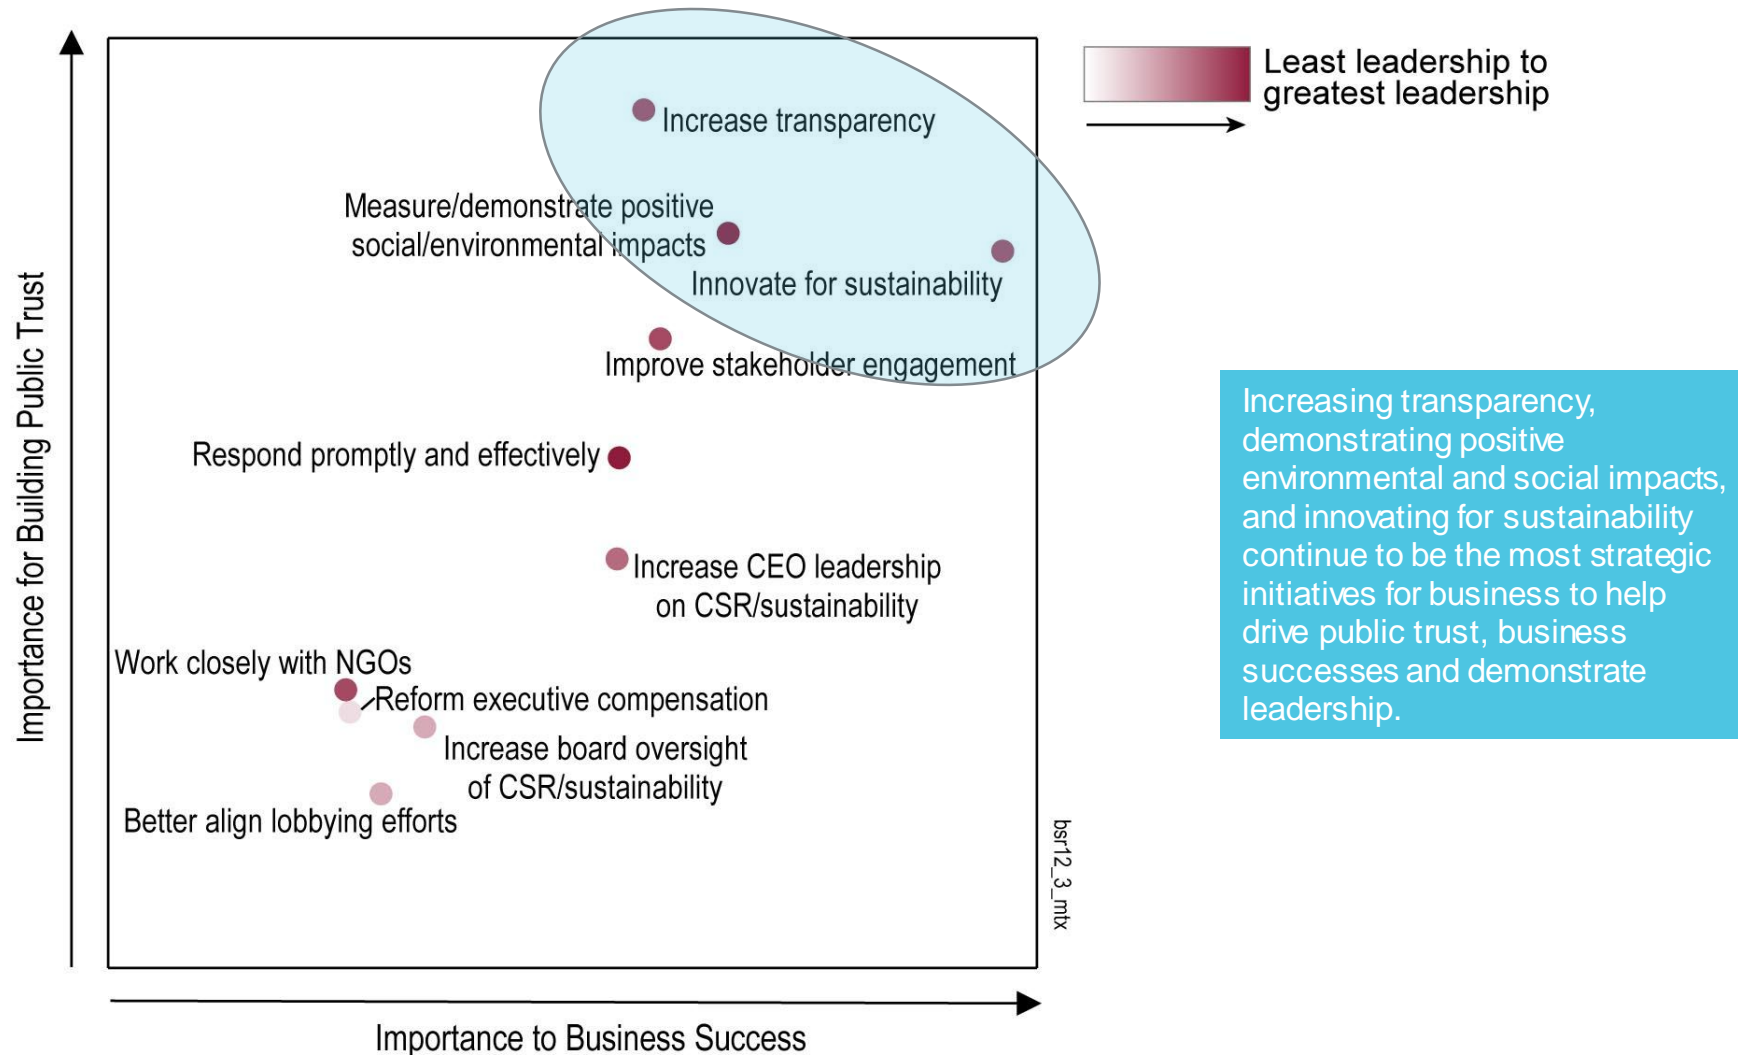 Least leadership to
greatest leadership
Increase transparency
Measure/demonstrate positive
social/environmental impacts
Innovate for sustainability
Improve stakeholder engagement
Respond promptly and effectively
Increase CEO leadership
on CSR/sustainability
Work closely with NGOs
Reform executive compensation
Increase board oversight
of CSR/sustainability
Better align lobbying efforts
Importance for Building Public Trust
Importance to Business Success
bsr12_3_mtx
Increasing transparency,
demonstrating positive
environmental and social impacts,
and innovating for sustainability
continue to be the most strategic
initiatives for business to help
drive public trust, business
successes and demonstrate
leadership.